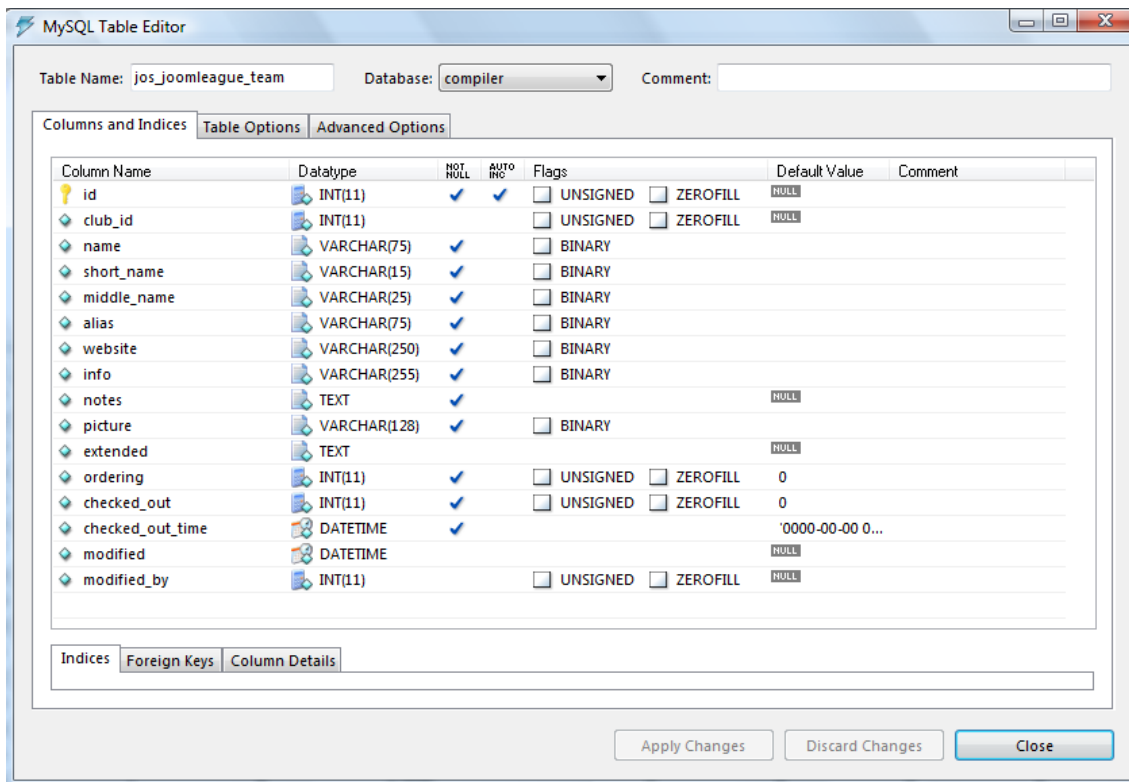 MySQL Table Editor
Table Name: jos_joomleague_team Database: compiler Comment:
Columns and Indices Table Options Advanced Options
Column Name Datatype NOT NULL AUTO INC Flags Default Value Comment
id INT(11) UNSIGNED ZEROFILL NULL
club_id INT(11) UNSIGNED ZEROFILL NULL
name VARCHAR(75) BINARY
short_name VARCHAR(15) BINARY
middle_name VARCHAR(25) BINARY
alias VARCHAR(75) BINARY
website VARCHAR(250) BINARY
info VARCHAR(255) BINARY
notes TEXT NULL
picture VARCHAR(128) BINARY
extended TEXT NULL
ordering INT(11) UNSIGNED ZEROFILL 0
checked_out INT(11) UNSIGNED ZEROFILL 0
checked_out_time DATETIME '0000-00-00 0...
modified DATETIME NULL
modified_by INT(11) UNSIGNED ZEROFILL NULL
Indices Foreign Keys Column Details
Apply Changes Discard Changes Close